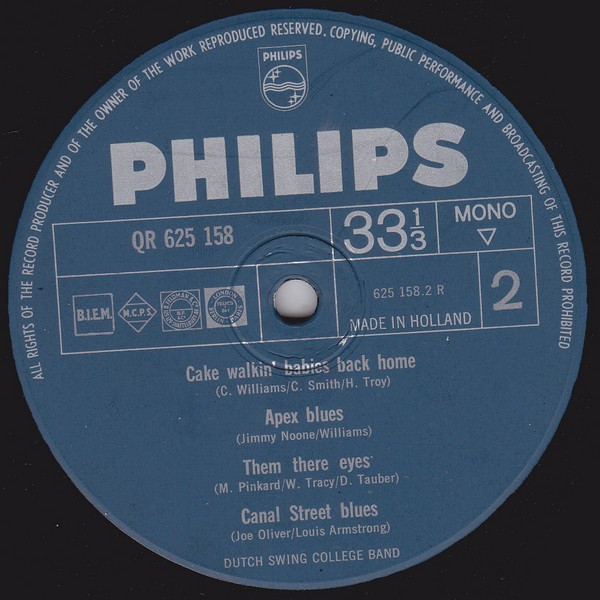 ALL RIGHTS OF THE RECORD PRODUCER AND OF THE OWNER OF THE WORK REPRODUCED RESERVED. COPYING, PUBLIC PERFORMANCE AND BROADCASTING OF THIS RECORD PROHIBITED
PHILIPS
PHILIPS
QR 625 158
33 1/3
MONO
B.I.E.M.
M.C.P.S.
625 158.2 R
2
MADE IN HOLLAND
Cake walkin' babies back home
(C. Williams/C. Smith/H. Troy)
Apex blues
(Jimmy Noone/Williams)
Them there eyes
(M. Pinkard/W. Tracy/D. Tauber)
Canal Street blues
(Joe Oliver/Louis Armstrong)
DUTCH SWING COLLEGE BAND